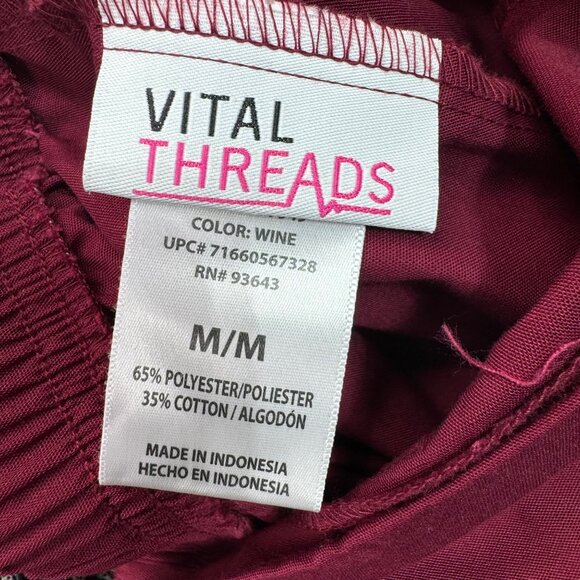 VITAL
THREADS
COLOR: WINE
UPC# 71660567328
RN# 93643
M/M
65% POLYESTER/POLIESTER
35% COTTON / ALGODÓN
MADE IN INDONESIA
HECHO EN INDONESIA